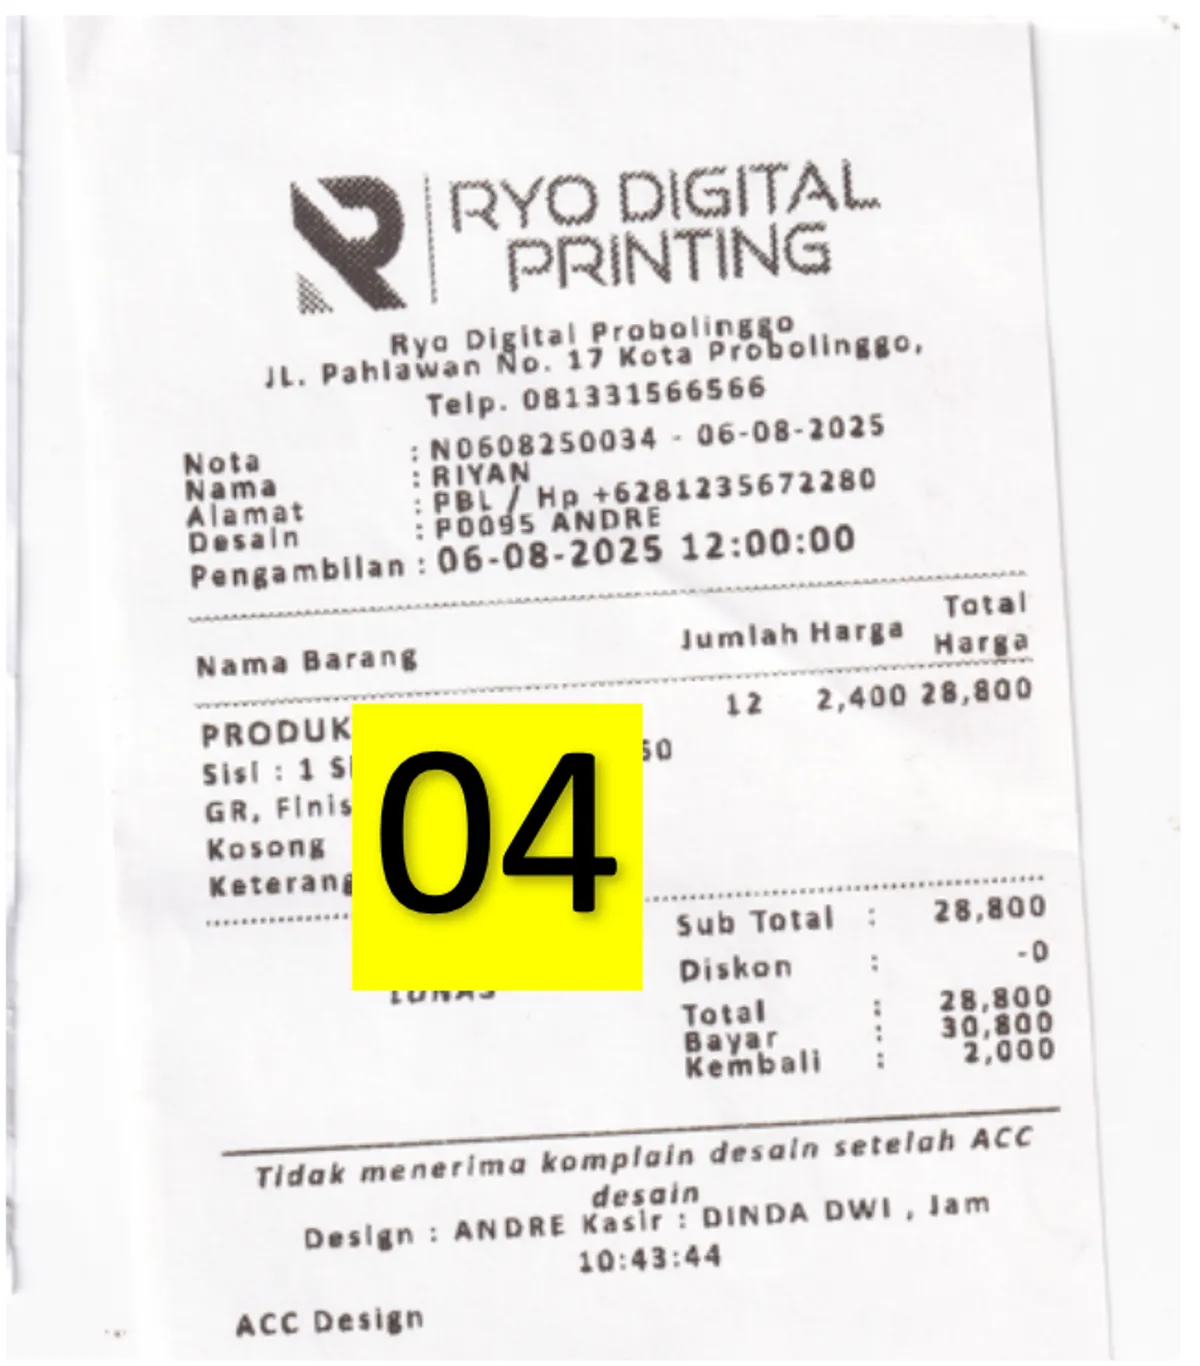 RYO DIGITAL
PRINTING
Ryo Digital Probolinggo
JL. Pahlawan No. 17 Kota Probolinggo,
Telp. 081331566566
Nota : N0608250034 - 06-08-2025
Nama : RIYAN
Alamat : PBL / Hp +6281235672280
Desain : P0095 ANDRE
Pengambilan : 06-08-2025 12:00:00
Nama Barang Jumlah Harga Total Harga
PRODUK 12 2,400 28,800
Sisi : 1
GR,
Kosong
04
Sub Total : 28,800
Diskon : -0
LUNAS
Total : 28,800
Bayar : 30,800
Kembali : 2,000
Tidak menerima komplain desain setelah ACC
desain
Design : ANDRE Kasir : DINDA DWI , Jam
10:43:44
ACC Design